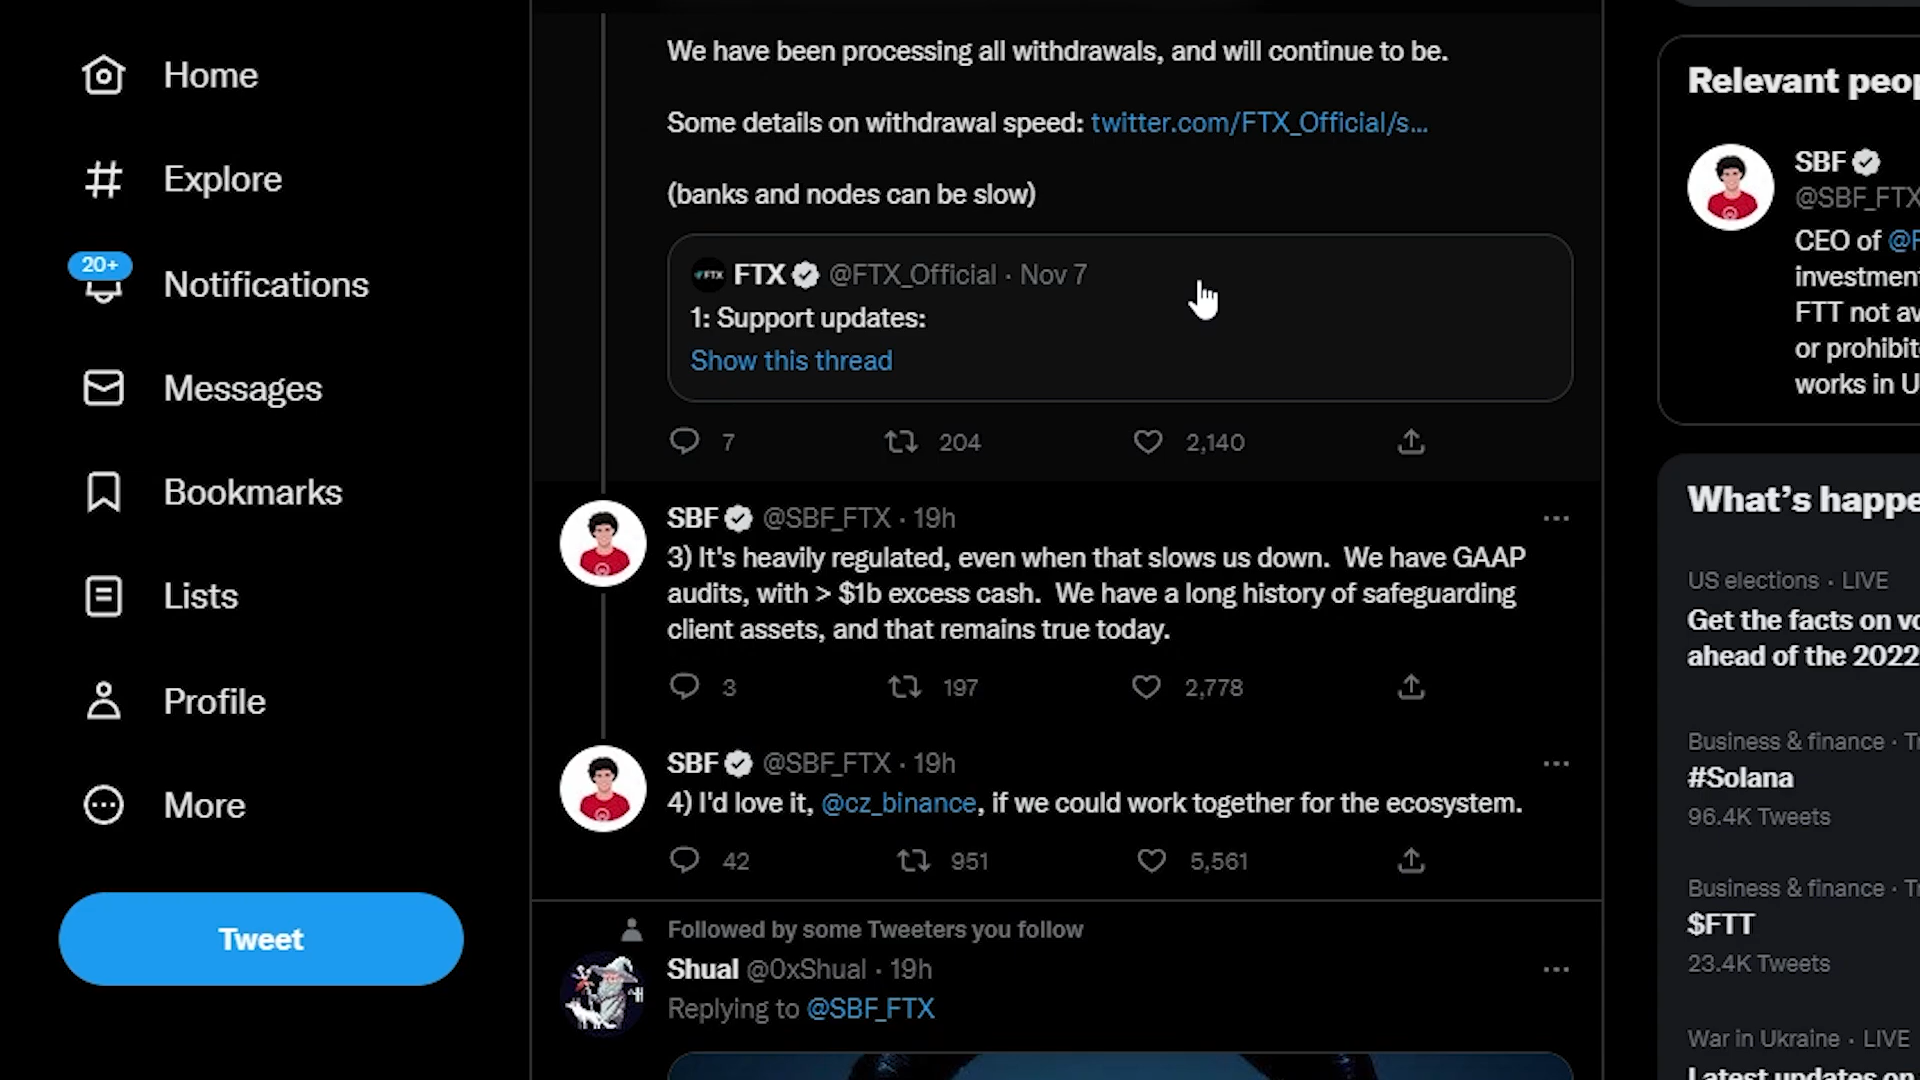 Home
Explore
20+
Notifications
Messages
Bookmarks
Lists
Profile
More
Tweet
We have been processing all withdrawals, and will continue to be.
Some details on withdrawal speed: twitter.com/FTX_Official/s...
(banks and nodes can be slow)
FTX @FTX_Official · Nov 7
1: Support updates:
Show this thread
7 204 2,140
SBF @SBF_FTX · 19h
3) It's heavily regulated, even when that slows us down. We have GAAP
audits, with > $1b excess cash. We have a long history of safeguarding
client assets, and that remains true today.
3 197 2,778
SBF @SBF_FTX · 19h
4) I'd love it, @cz_binance, if we could work together for the ecosystem.
42 951 5,561
Followed by some Tweeters you follow
Shual @0xShual · 19h
Replying to @SBF_FTX
Relevant peop
SBF
@SBF_FTX
CEO of @F
investment
FTT not av
or prohibit
works in U
What's happe
US elections · LIVE
Get the facts on vo
ahead of the 2022
Business & finance · Tr
#Solana
96.4K Tweets
Business & finance · Tr
$FTT
23.4K Tweets
War in Ukraine · LIVE
Latest updates on